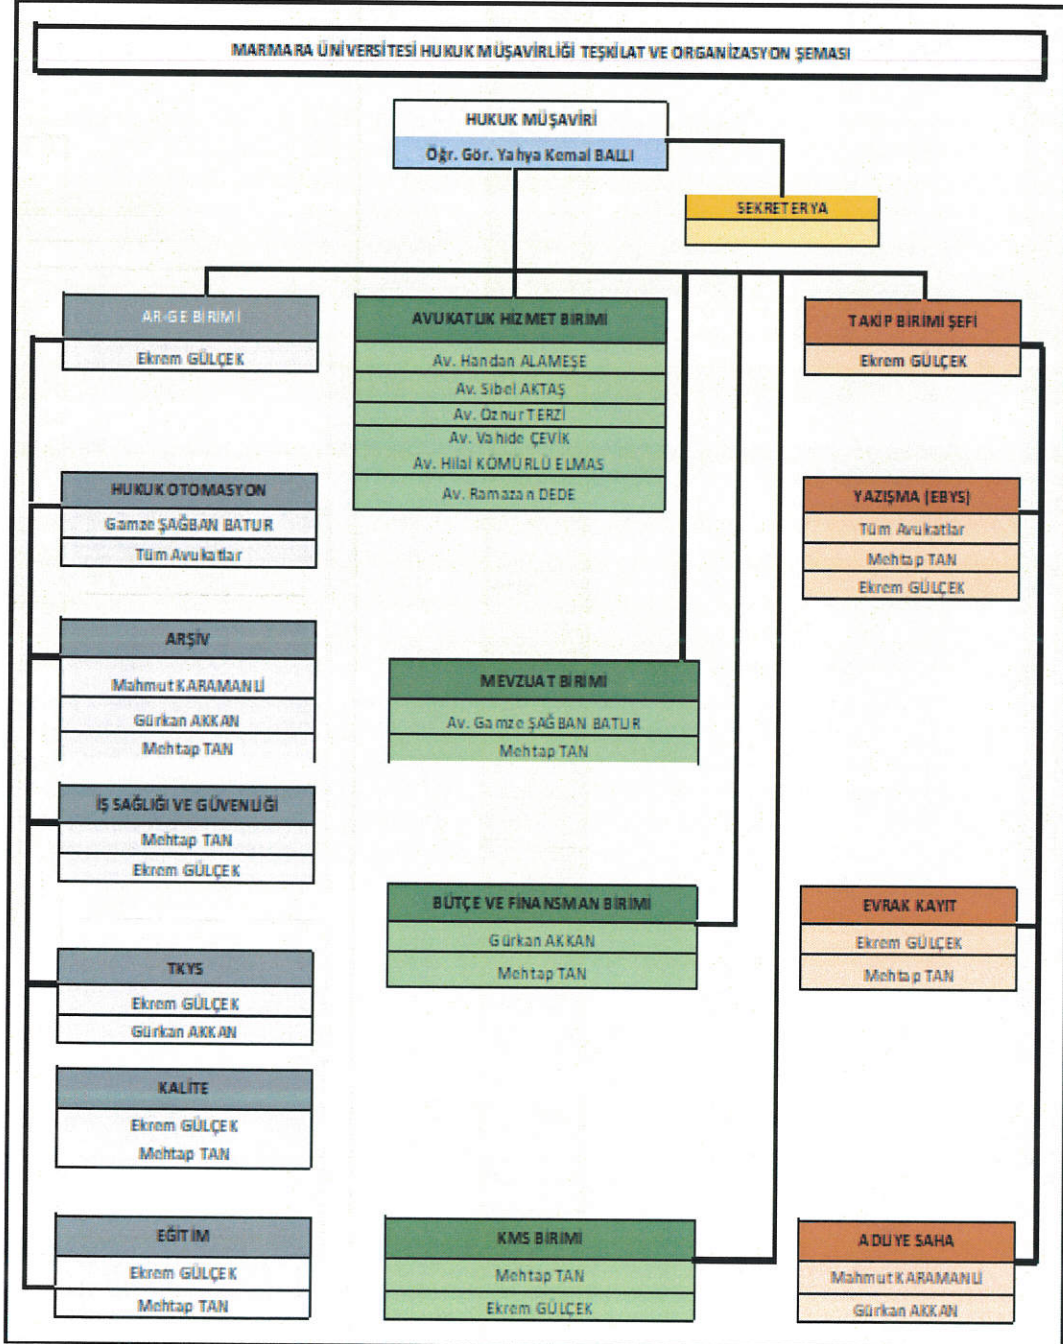 MARMARA ÜNİVERSİTESİ HUKUK MÜŞAVİRLİĞİ TEŞKİLAT VE ORGANİZASYON ŞEMASI
HUKUK MÜŞAVİRİ
Öğr. Gör. Yahya Kemal BALLI
SEKRETERYA
AR-GE BİRİMİ
Ekrem GÜLÇEK
HUKUK OTOMASYON
Gamze ŞAĞBAN BATUR
Tüm Avukatlar
ARŞİV
Mahmut KARAMANLİ
Gürkan AKKAN
Mehtap TAN
İŞ SAĞLIĞI VE GÜVENLİĞİ
Mehtap TAN
Ekrem GÜLÇEK
TKYS
Ekrem GÜLÇEK
Gürkan AKKAN
KALİTE
Ekrem GÜLÇEK
Mehtap TAN
EĞİTİM
Ekrem GÜLÇEK
Mehtap TAN
AVUKATLIK HİZMET BİRİMİ
Av. Handan ALAMEŞE
Av. Sibel AKTAŞ
Av. Öznur TERZİ
Av. Vahide ÇEVİK
Av. Hilal KÖMÜRLÜ ELMAS
Av. Ramazan DEDE
MEVZUAT BİRİMİ
Av. Gamze ŞAĞBAN BATUR
Mehtap TAN
BÜTÇE VE FİNANSMAN BİRİMİ
Gürkan AKKAN
Mehtap TAN
KMS BİRİMİ
Mehtap TAN
Ekrem GÜLÇEK
TAKİP BİRİMİ ŞEFİ
Ekrem GÜLÇEK
YAZIŞMA (EBYS)
Tüm Avukatlar
Mehtap TAN
Ekrem GÜLÇEK
EVRAK KAYIT
Ekrem GÜLÇEK
Mehtap TAN
ADLİYE SAHA
Mahmut KARAMANLİ
Gürkan AKKAN